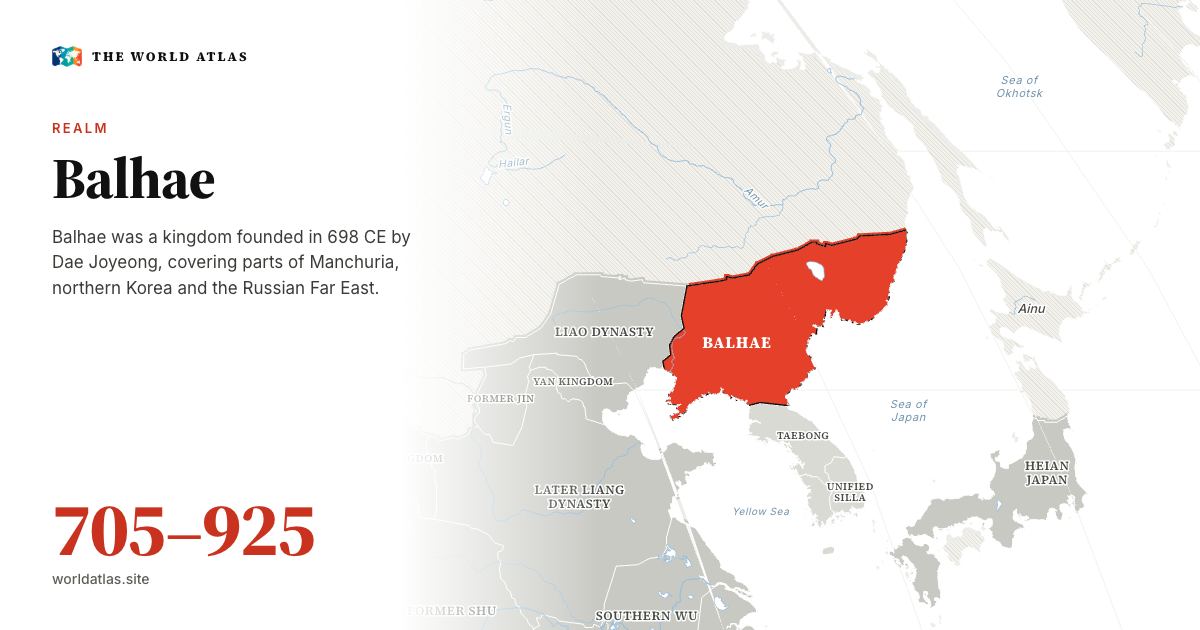 THE WORLD ATLAS
REALM
Balhae
Balhae was a kingdom founded in 698 CE by
Dae Joyeong, covering parts of Manchuria,
northern Korea and the Russian Far East.
705–925
worldatlas.site
Sea of
Okhotsk
Ergun
Hailar
Amur
Ainu
LIAO DYNASTY
BALHAE
YAN KINGDOM
FORMER JIN
Sea of
Japan
TAEBONG
GDOM
HEIAN
JAPAN
LATER LIANG
DYNASTY
UNIFIED
SILLA
Yellow Sea
FORMER SHU
SOUTHERN WU